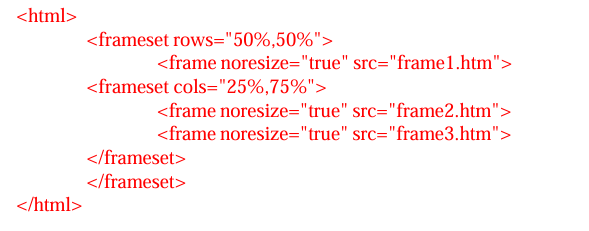 <html>
<frameset rows="50%,50%">
<frame noresize="true" src="frame1.htm">
<frameset cols="25%,75%">
<frame noresize="true" src="frame2.htm">
<frame noresize="true" src="frame3.htm">
</frameset>
</frameset>
</html>